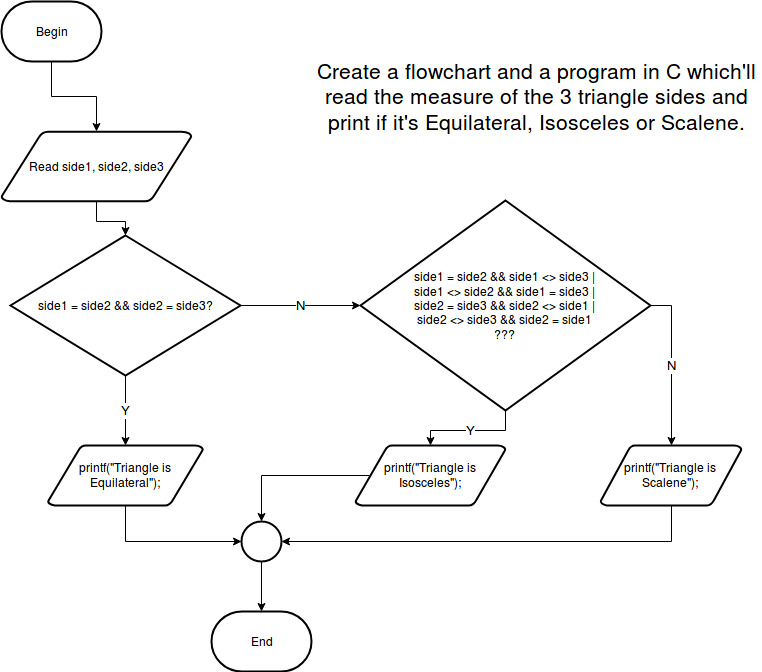 Begin
Create a flowchart and a program in C which'll
read the measure of the 3 triangle sides and
print if it's Equilateral, Isosceles or Scalene.
Read side1, side2, side3
side1 = side2 && side2 = side3?
N
side1 = side2 && side1 <> side3 |
side1 <> side2 && side1 = side3 |
side2 = side3 && side2 <> side1 |
side2 <> side3 && side2 = side1
???
N
Y
Y
printf("Triangle is
Equilateral");
printf("Triangle is
Isosceles");
printf("Triangle is
Scalene");
End